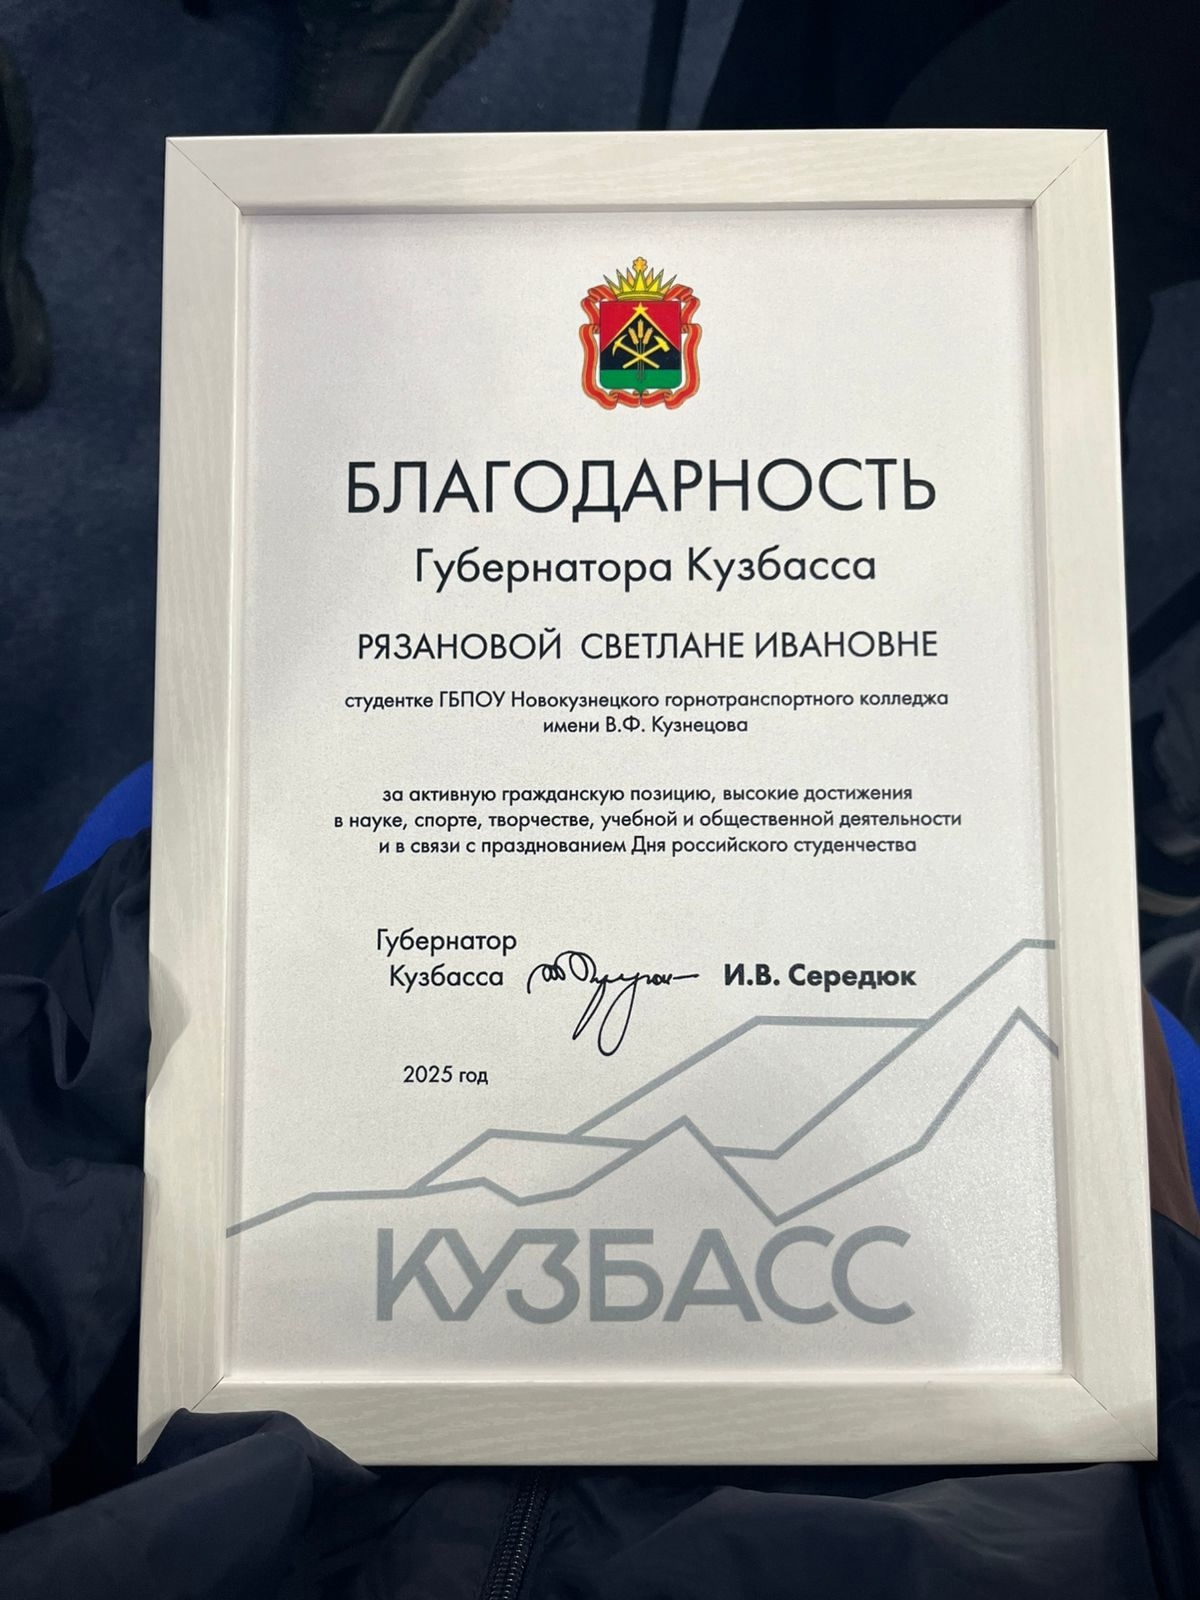 БЛАГОДАРНОСТЬ
Губернатора Кузбасса
РЯЗАНОВОЙ СВЕТЛАНЕ ИВАНОВНЕ
студентке ГБПОУ Новокузнецкого горнотранспортного колледжа
имени В.Ф. Кузнецова
за активную гражданскую позицию, высокие достижения
в науке, спорте, творчестве, учебной и общественной деятельности
и в связи с празднованием Дня российского студенчества
Губернатор
Кузбасса И.В. Середюк
2025 год
КУЗБАСС